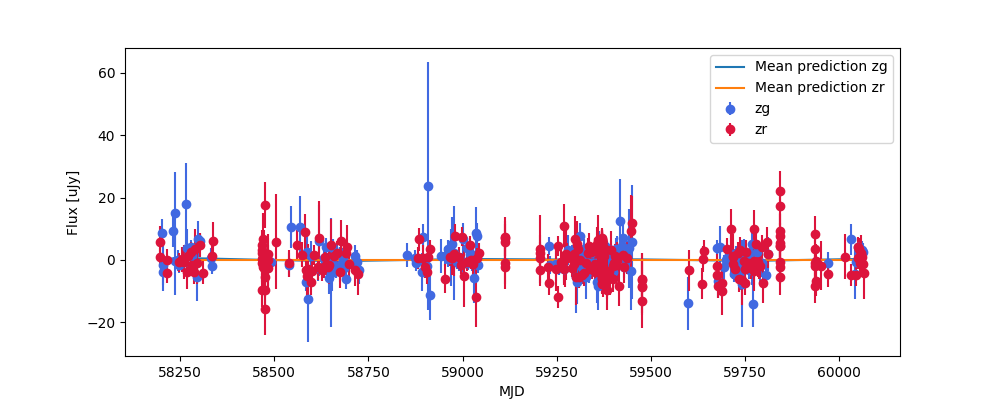 Mean prediction zg
Mean prediction zr
zg
zr
60
40
20
0
−20
Flux [uJy]
58250 58500 58750 59000 59250 59500 59750 60000
MJD